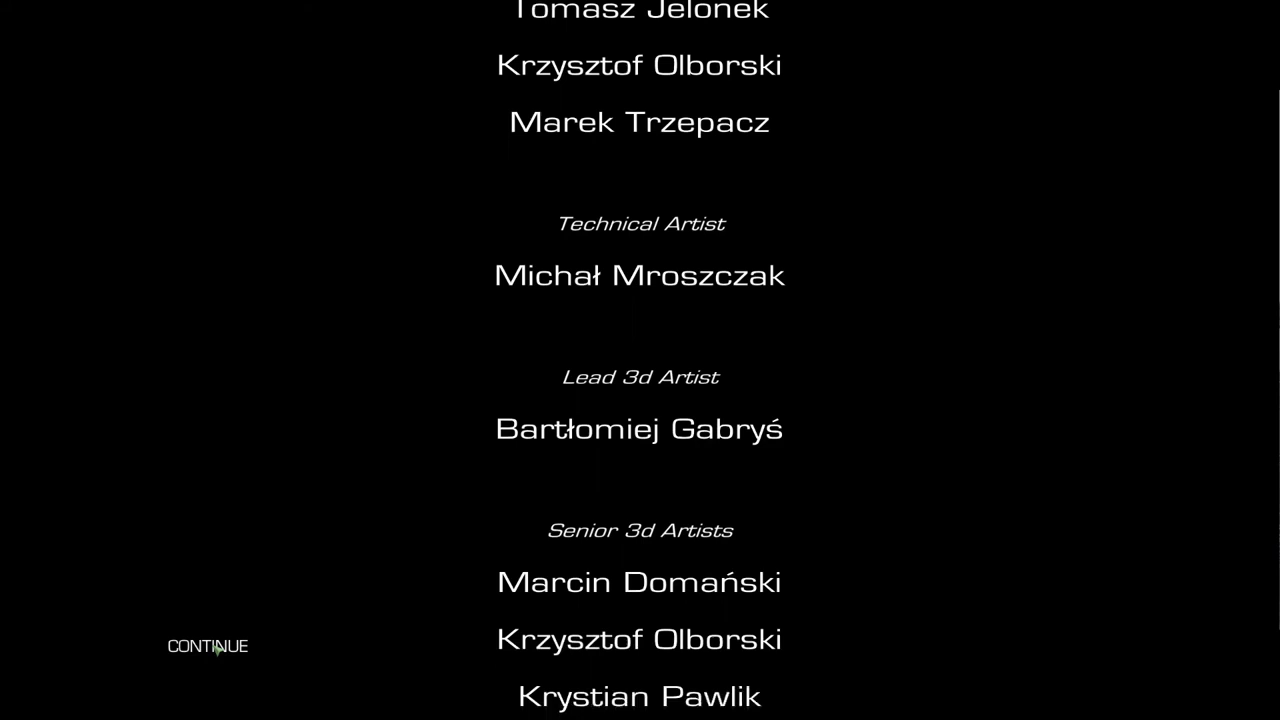 Tomasz Jelonek
Krzysztof Olborski
Marek Trzepacz
Technical Artist
Michał Mroszczak
Lead 3d Artist
Bartłomiej Gabryś
Senior 3d Artists
Marcin Domański
CONTINUE
Krzysztof Olborski
Krystian Pawlik